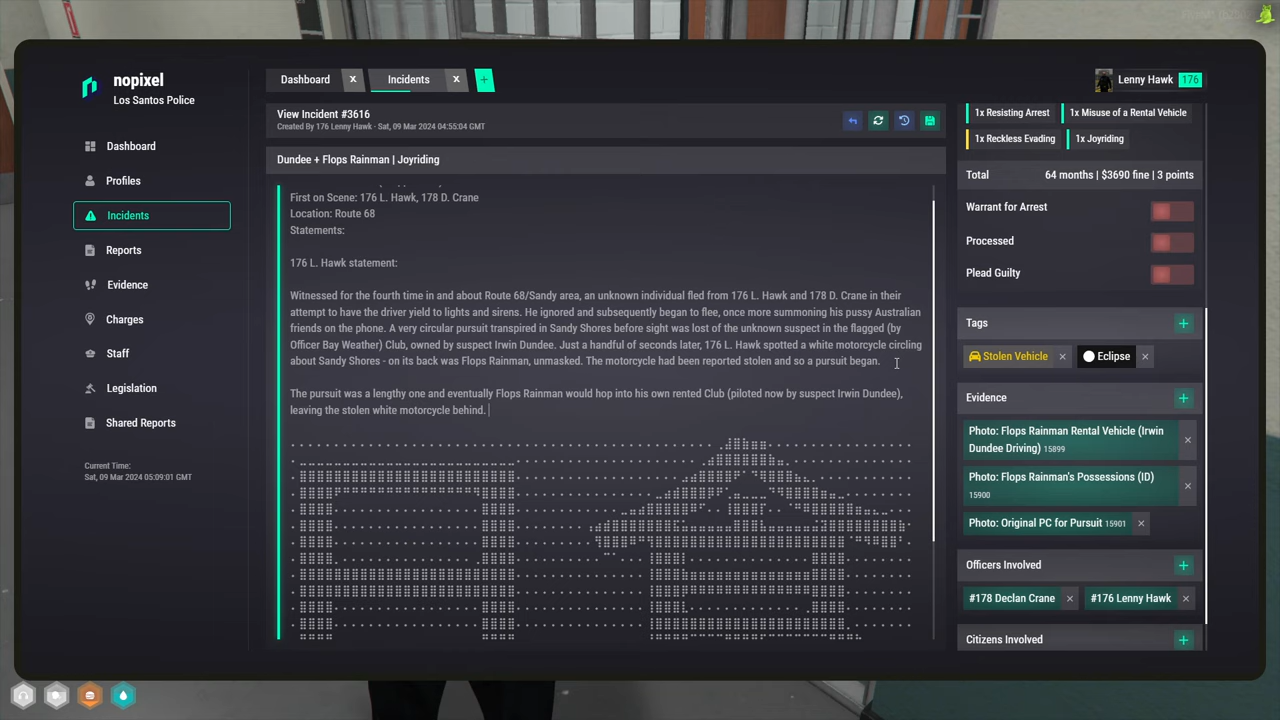 nopixel
Los Santos Police
Dashboard
Profiles
Incidents
Reports
Evidence
Charges
Staff
Legislation
Shared Reports
Current Time:
Sat, 09 Mar 2024 05:09:01 GMT
Dashboard x Incidents x +
Lenny Hawk 176
View Incident #3616
Created By 176 Lenny Hawk · Sat, 09 Mar 2024 04:55:04 GMT
Dundee + Flops Rainman | Joyriding
First on Scene: 176 L. Hawk, 178 D. Crane
Location: Route 68
Statements:
176 L. Hawk statement:
Witnessed for the fourth time in and about Route 68/Sandy area, an unknown individual fled from 176 L. Hawk and 178 D. Crane in their
attempt to have the driver yield to lights and sirens. He ignored and subsequently began to flee, once more summoning his pussy Australian
friends on the phone. A very circular pursuit transpired in Sandy Shores before sight was lost of the unknown suspect in the flagged (by
Officer Bay Weather) Club, owned by suspect Irwin Dundee. Just a handful of seconds later, 176 L. Hawk spotted a white motorcycle circling
about Sandy Shores - on its back was Flops Rainman, unmasked. The motorcycle had been reported stolen and so a pursuit began.
The pursuit was a lengthy one and eventually Flops Rainman would hop into his own rented Club (piloted now by suspect Irwin Dundee),
leaving the stolen white motorcycle behind.
1x Resisting Arrest
1x Misuse of a Rental Vehicle
1x Reckless Evading
1x Joyriding
Total
64 months | $3690 fine | 3 points
Warrant for Arrest
Processed
Plead Guilty
Tags +
Stolen Vehicle ×
Eclipse ×
Evidence +
Photo: Flops Rainman Rental Vehicle (Irwin
Dundee Driving) 15899 ×
Photo: Flops Rainman's Possessions (ID)
15900 ×
Photo: Original PC for Pursuit 15901 ×
Officers Involved +
#178 Declan Crane ×
#176 Lenny Hawk ×
Citizens Involved +